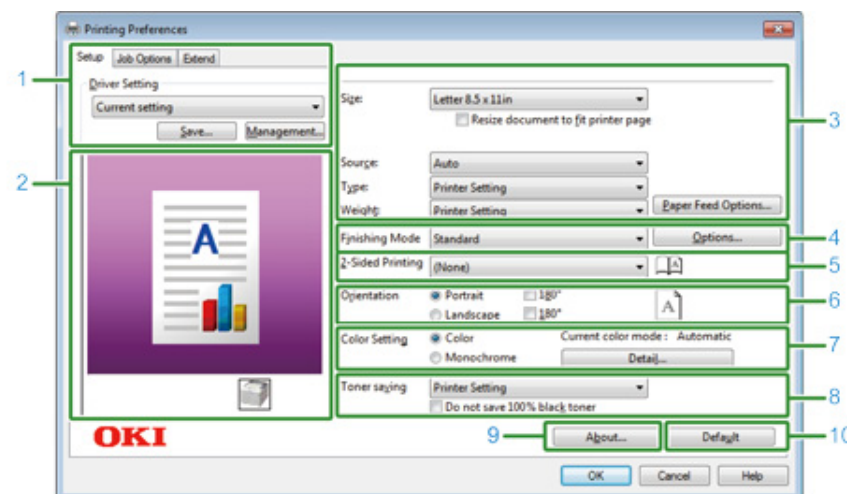 Printing Preferences
Setup Job Options Extend
1
Driver Setting
Current setting
Save... Management...
Size: Letter 8.5 x 11in
Resize document to fit printer page
3
2
Source: Auto
Type: Printer Setting
Weight: Printer Setting Paper Feed Options...
Finishing Mode Standard Options... 4
2-Sided Printing (None) A 5
A
Orientation Portrait 180°
Landscape 180° A 6
Color Setting Color Current color mode : Automatic
Monochrome Detail... 7
Toner saving Printer Setting
Do not save 100% black toner 8
OKI 9 About... Default 10
OK Cancel Help